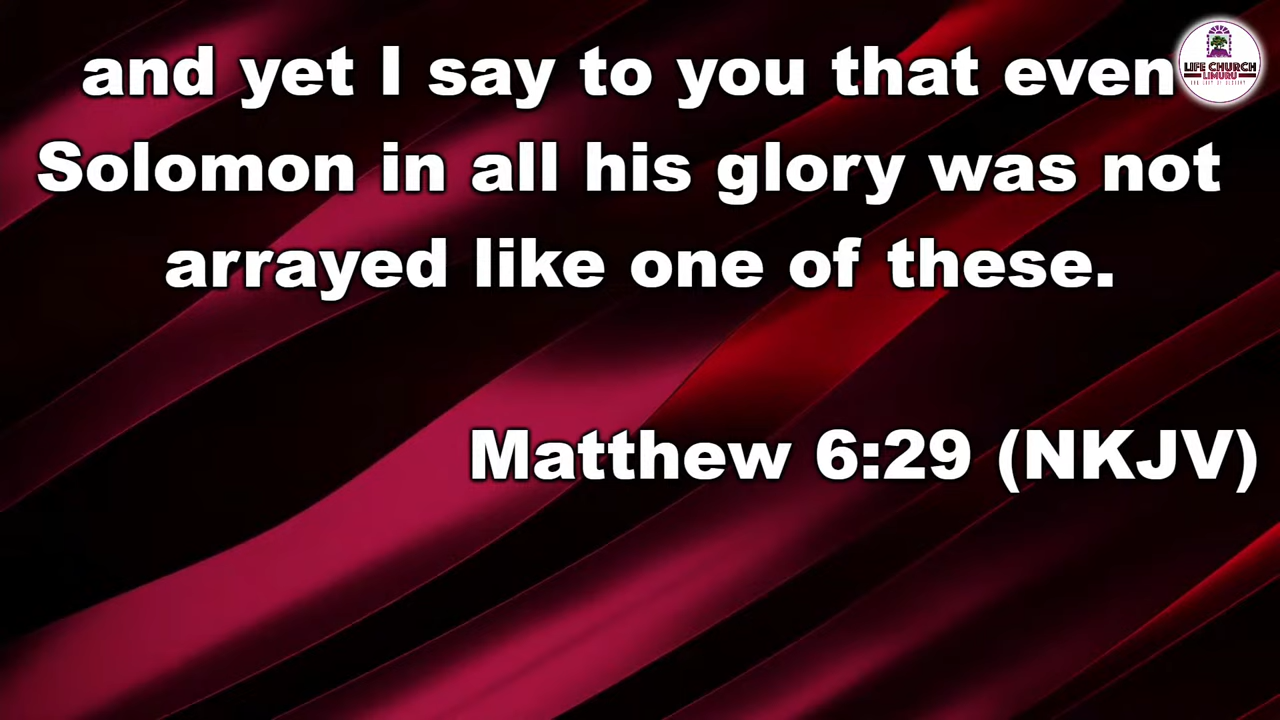 and yet I say to you that even
Solomon in all his glory was not
arrayed like one of these.
Matthew 6:29 (NKJV)
LIFE CHURCH
LIMURU